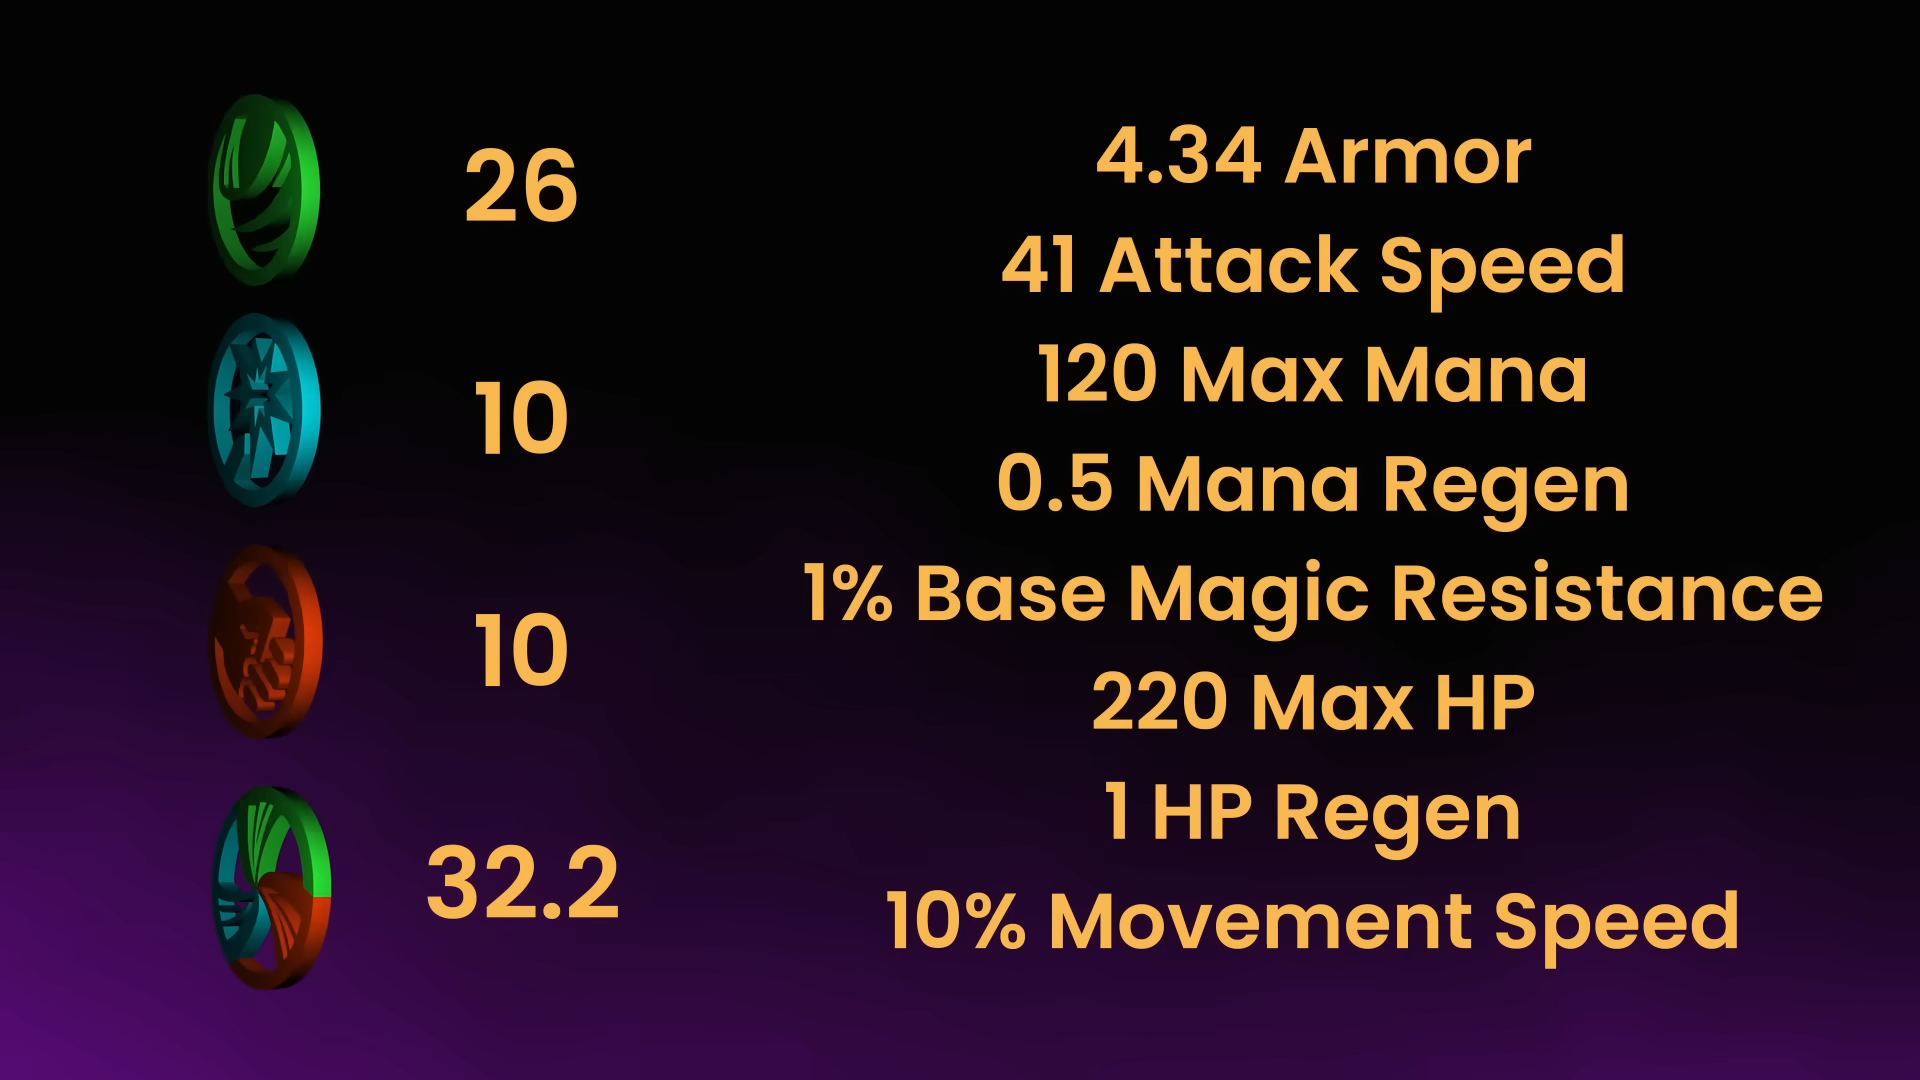 26
10
10
32.2
4.34 Armor
41 Attack Speed
120 Max Mana
0.5 Mana Regen
1% Base Magic Resistance
220 Max HP
1 HP Regen
10% Movement Speed